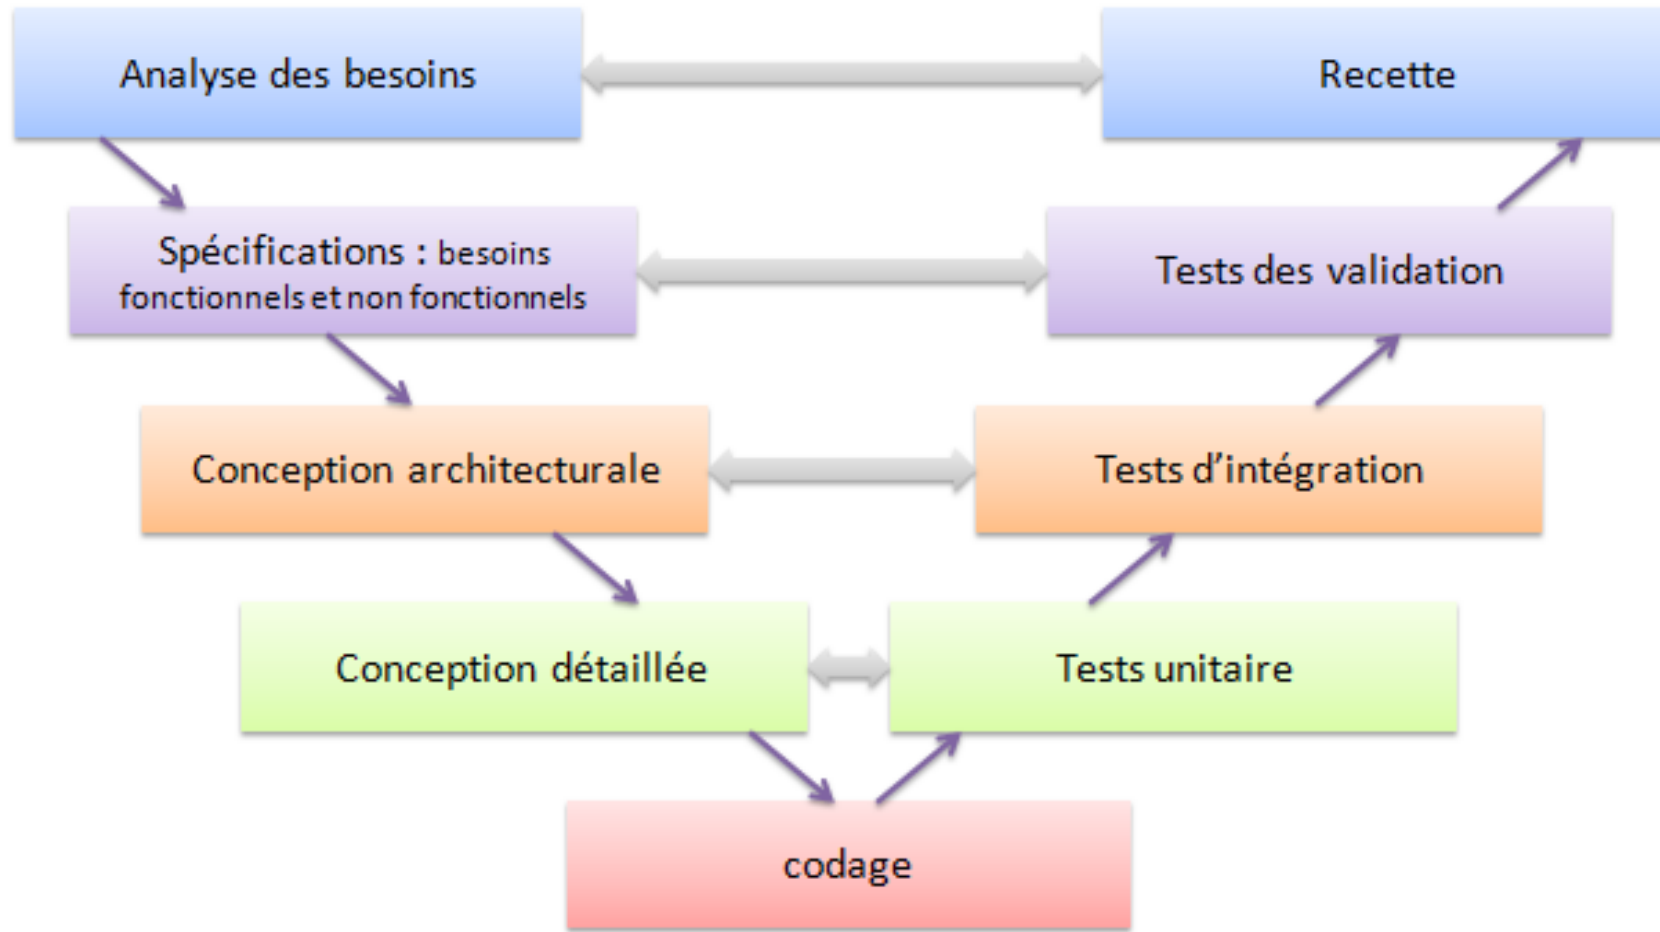 Analyse des besoins
Recette
Spécifications : besoins
fonctionnels et non fonctionnels
Tests des validation
Conception architecturale
Tests d’intégration
Conception détaillée
Tests unitaire
codage